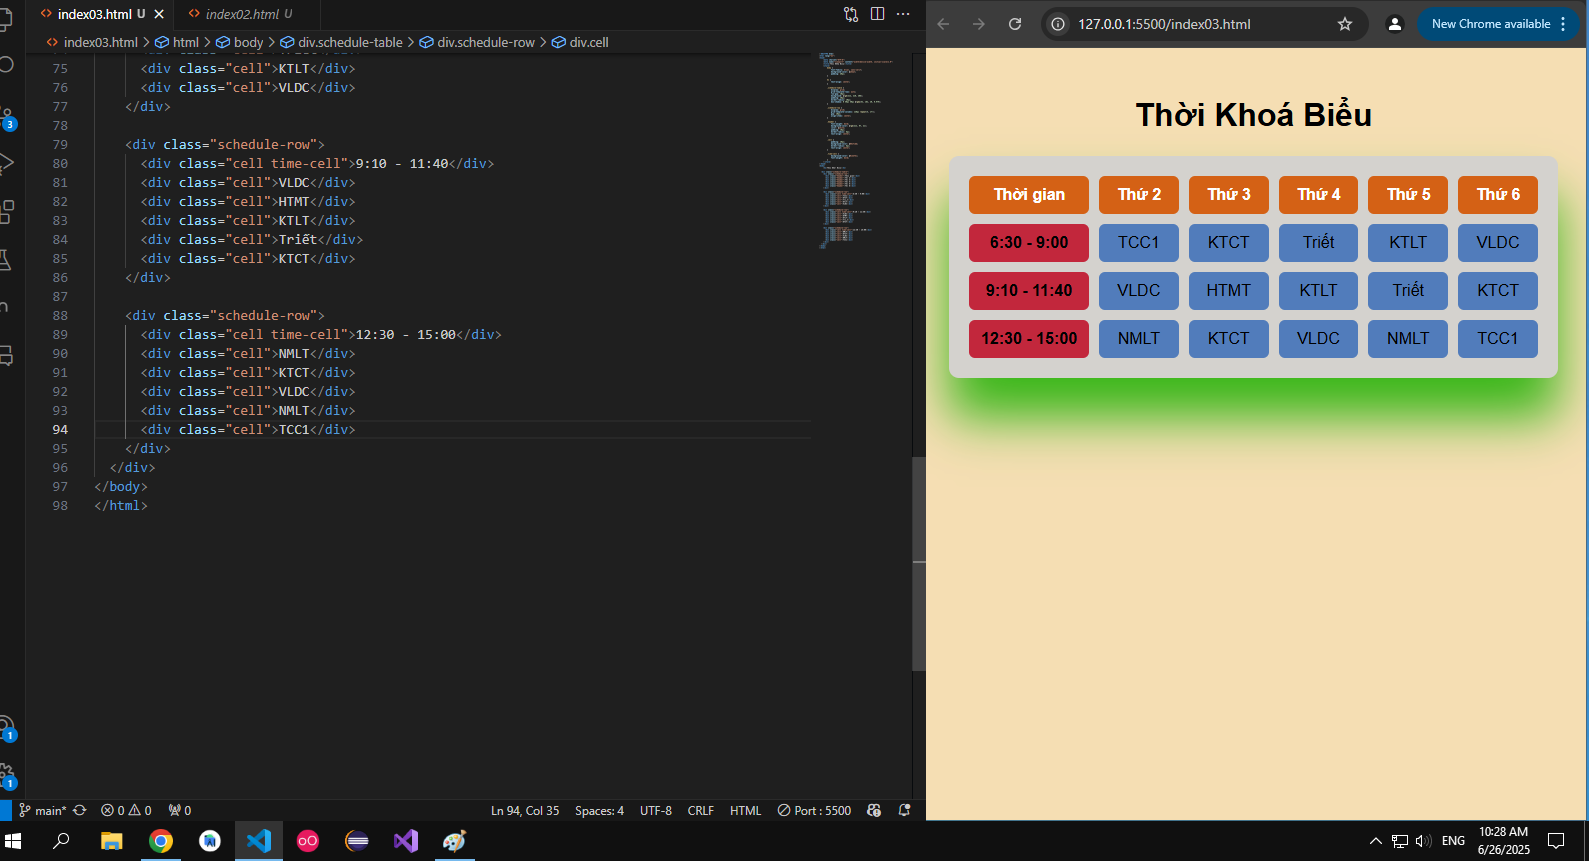 index03.html U
index02.html U
index03.html > html > body > div.schedule-table > div.schedule-row > div.cell
75 <div class="cell">KTLT</div>
76 <div class="cell">VLDC</div>
77 </div>
78
79 <div class="schedule-row">
80 <div class="cell time-cell">9:10 - 11:40</div>
81 <div class="cell">VLDC</div>
82 <div class="cell">HTMT</div>
83 <div class="cell">KTLT</div>
84 <div class="cell">Triết</div>
85 <div class="cell">KTCT</div>
86 </div>
87
88 <div class="schedule-row">
89 <div class="cell time-cell">12:30 - 15:00</div>
90 <div class="cell">NMLT</div>
91 <div class="cell">KTCT</div>
92 <div class="cell">VLDC</div>
93 <div class="cell">NMLT</div>
94 <div class="cell">TCC1</div>
95 </div>
96 </div>
97 </body>
98 </html>
3
1
1
main* 0 0 0 Ln 94, Col 35 Spaces: 4 UTF-8 CRLF HTML Port : 5500
127.0.0.1:5500/index03.html New Chrome available
Thời Khoá Biểu
Thời gian Thứ 2 Thứ 3 Thứ 4 Thứ 5 Thứ 6
6:30 - 9:00 TCC1 KTCT Triết KTLT VLDC
9:10 - 11:40 VLDC HTMT KTLT Triết KTCT
12:30 - 15:00 NMLT KTCT VLDC NMLT TCC1
ENG
10:28 AM
6/26/2025